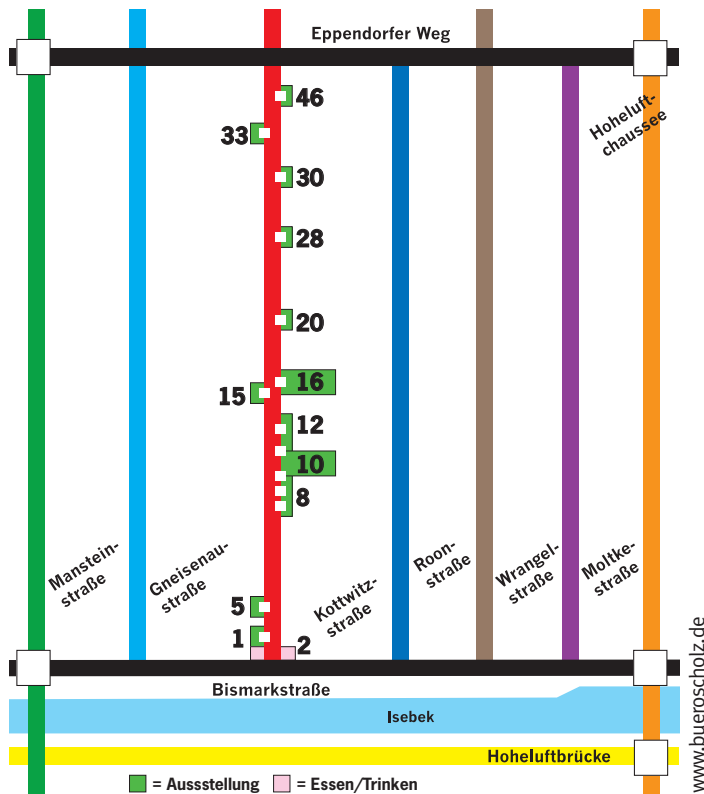 Eppendorfer Weg
46
Hoheluft-
chaussee
33
30
28
20
16
15
12
10
8
Manstein-
straße
Gneisenau-
straße
Kottwitz-
straße
Roon-
straße
Wrangel-
straße
Moltke-
straße
5
1
2
Bismarkstraße
Isebek
Hoheluftbrücke
= Aussstellung
= Essen/Trinken
www.bueroscholz.de